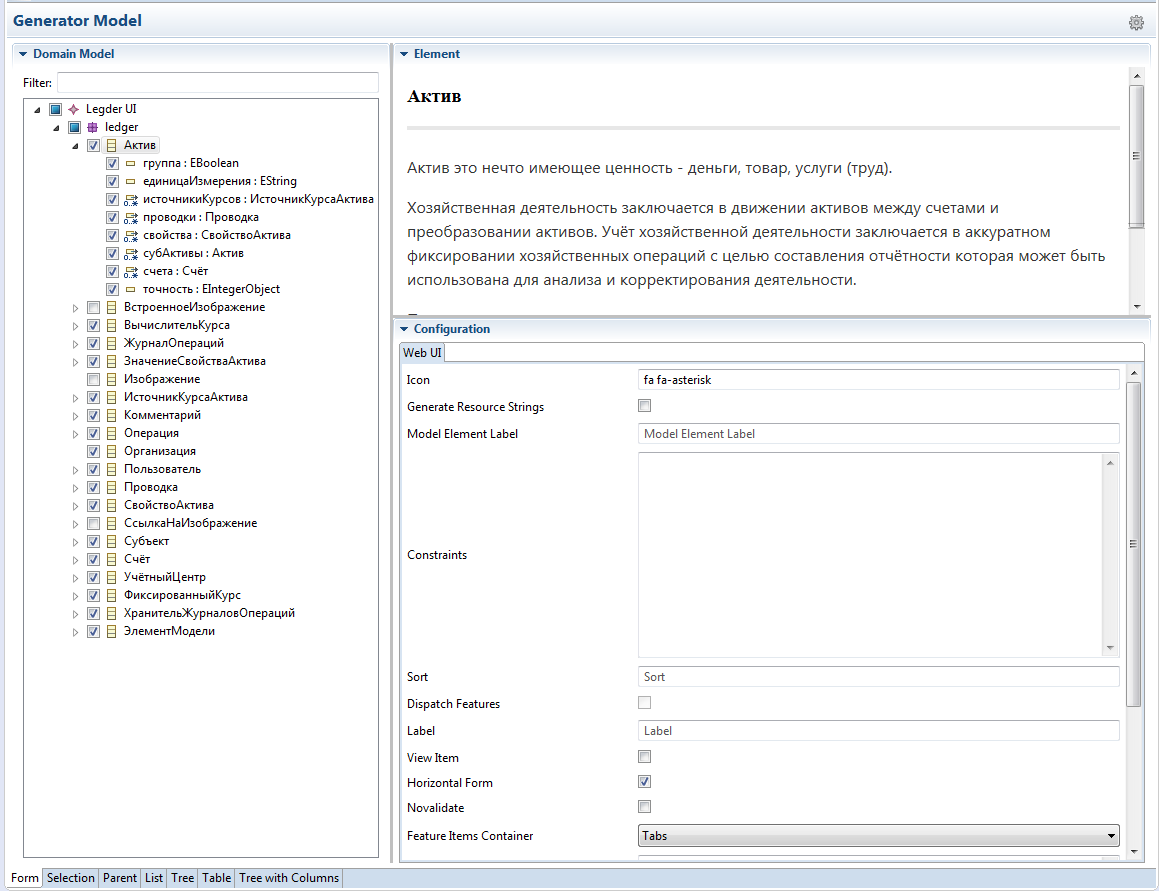 Generator Model
Domain Model
Filter:
Legder UI
ledger
Актив
группа : EBoolean
единицаИзмерения : EString
источникиКурсов : ИсточникКурсаАктива
проводки : Проводка
свойства : СвойствоАктива
субАктивы : Актив
счета : Счёт
точность : EIntegerObject
ВстроенноеИзображение
ВычислительКурса
ЖурналОпераций
ЗначениеСвойстваАктива
Изображение
ИсточникКурсаАктива
Комментарий
Операция
Организация
Пользователь
Проводка
СвойствоАктива
СсылкаНаИзображение
Субъект
Счёт
УчётныйЦентр
ФиксированныйКурс
ХранительЖурналовОпераций
ЭлементМодели
Element
Актив
Актив это нечто имеющее ценность - деньги, товар, услуги (труд).
Хозяйственная деятельность заключается в движении активов между счетами и
преобразовании активов. Учёт хозяйственной деятельности заключается в аккуратном
фиксировании хозяйственных операций с целью составления отчётности которая может быть
использована для анализа и корректирования деятельности.
Configuration
Web UI
Icon fa fa-asterisk
Generate Resource Strings
Model Element Label Model Element Label
Constraints
Sort Sort
Dispatch Features
Label Label
View Item
Horizontal Form
Novalidate
Feature Items Container Tabs
Form Selection Parent List Tree Table Tree with Columns